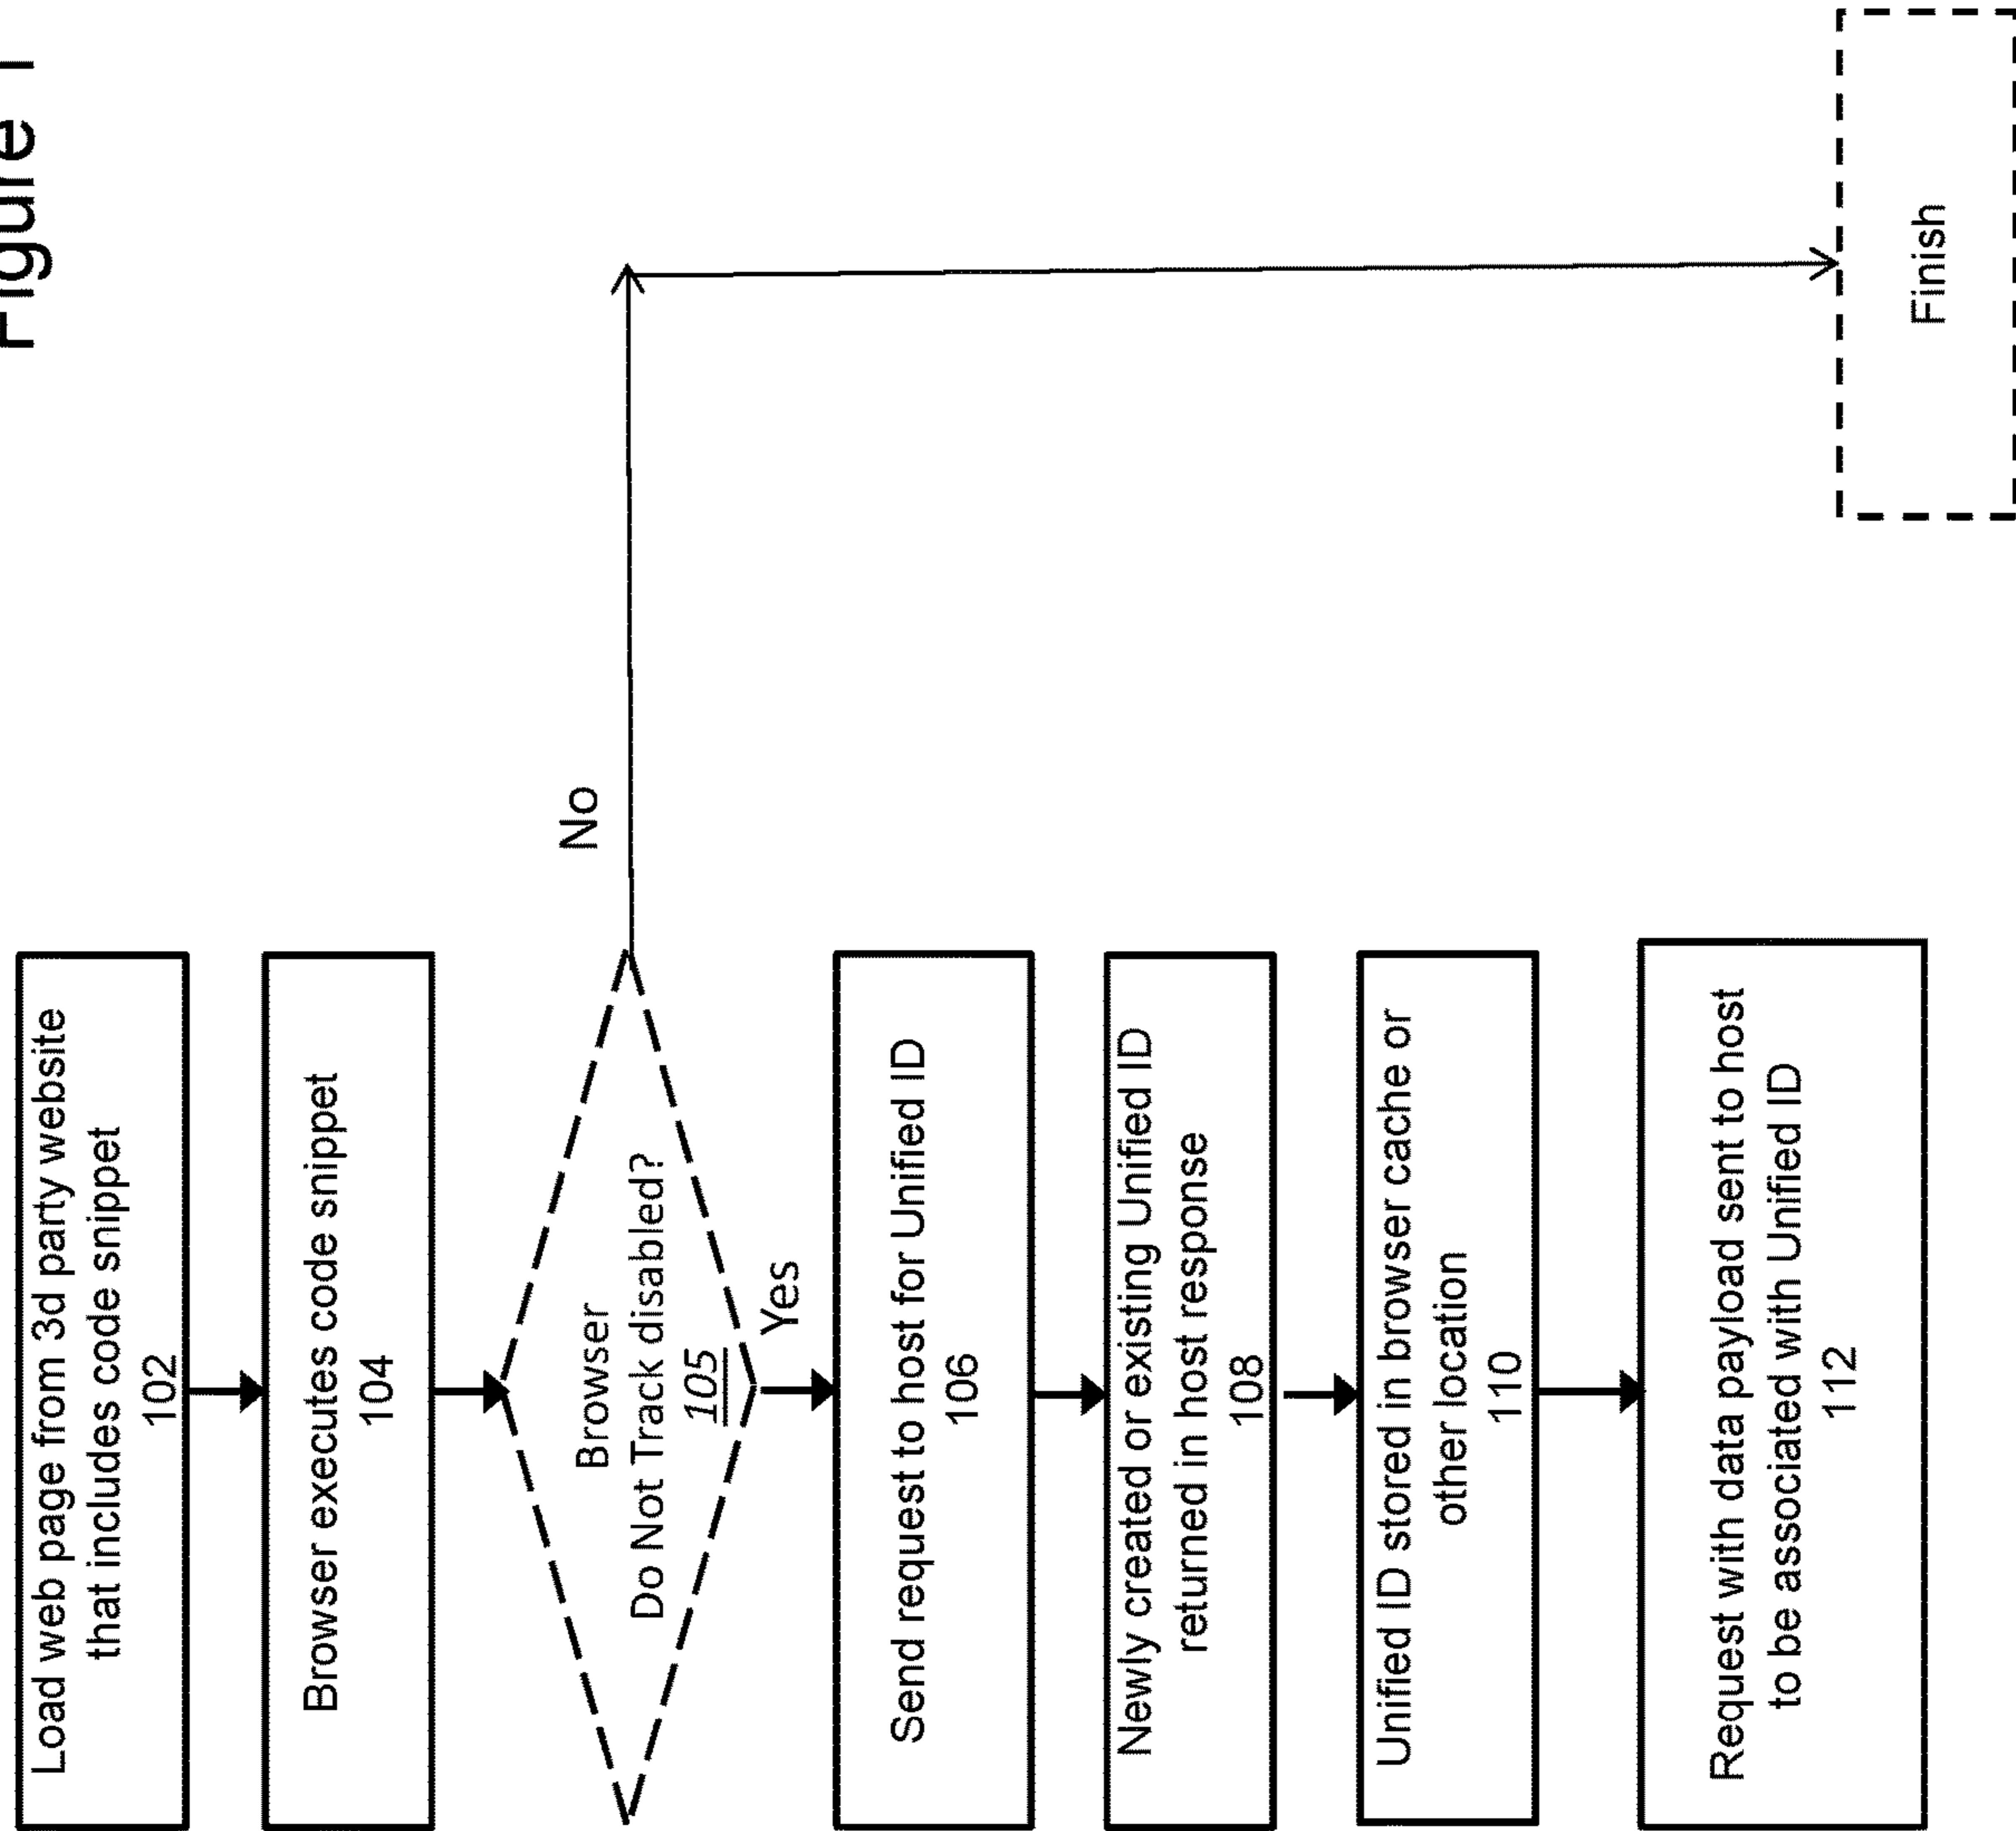 Figure 1
Load web page from 3d party website
that includes code snippet
102
Browser executes code snippet
104
Browser
Do Not Track disabled?
105
No
Yes
Send request to host for Unified ID
106
Newly created or existing Unified ID
returned in host response
108
Unified ID stored in browser cache or
other location
110
Request with data payload sent to host
to be associated with Unified ID
112
Finish